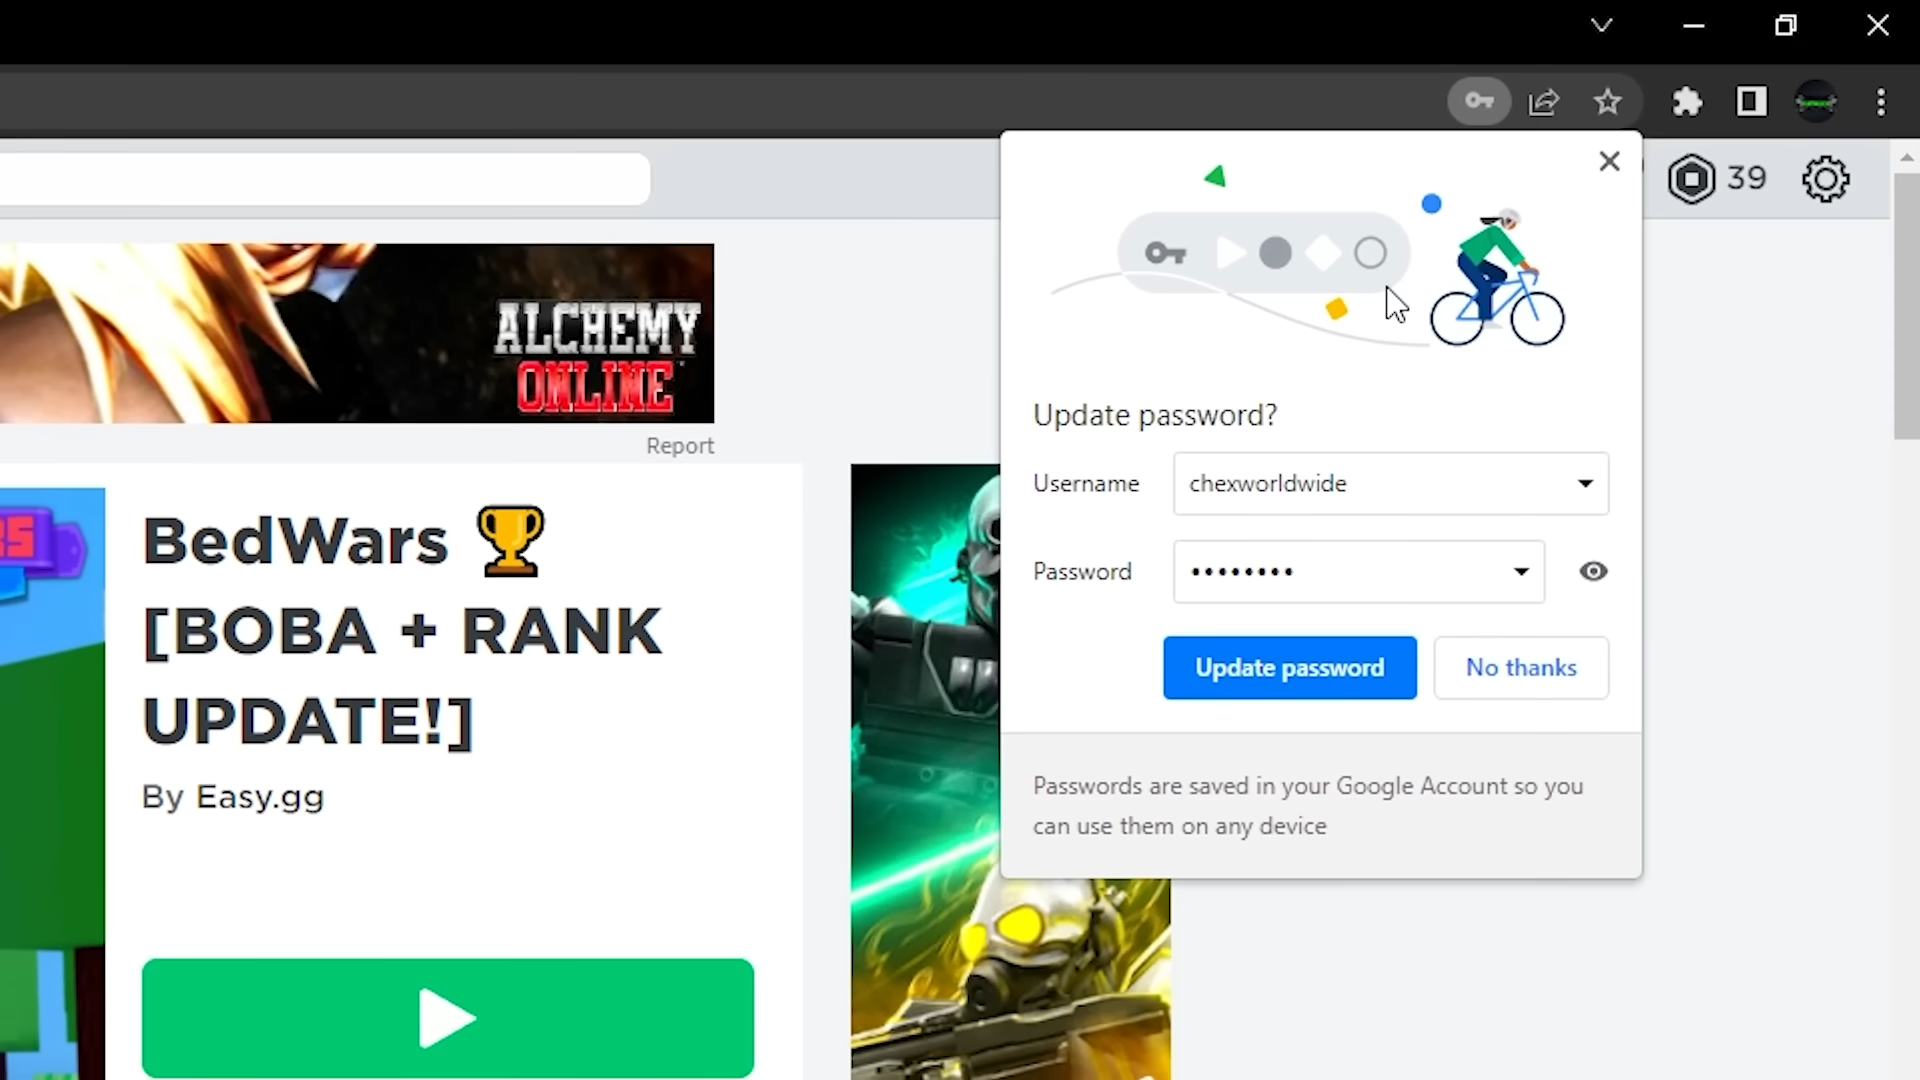 39
ALCHEMY
ONLINE
Report
BedWars 🏆
[BOBA + RANK
UPDATE!]
By Easy.gg
Update password?
Username chexworldwide
Password ••••••••
Update password No thanks
Passwords are saved in your Google Account so you
can use them on any device